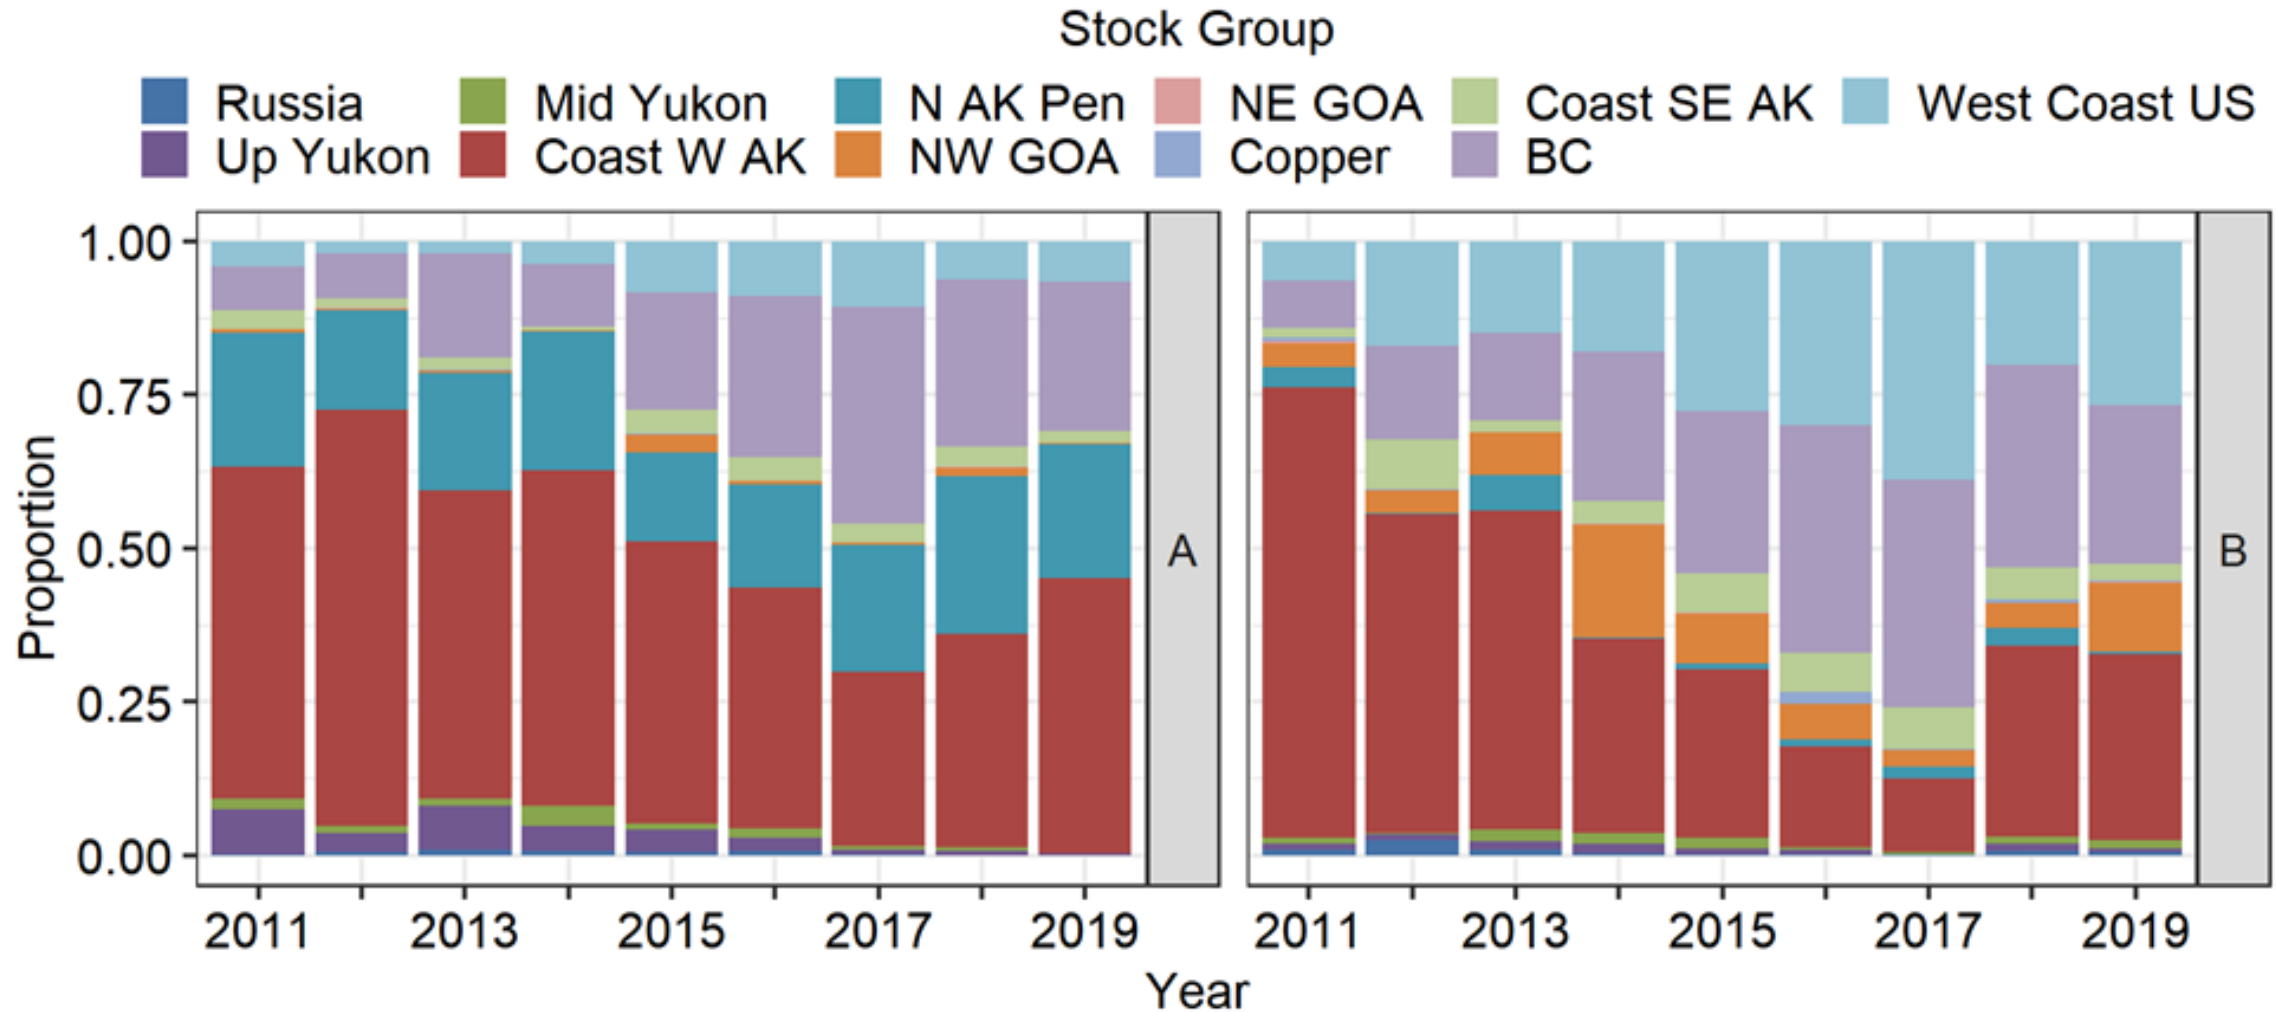 Stock Group
Russia Mid Yukon N AK Pen NE GOA Coast SE AK West Coast US
Up Yukon Coast W AK NW GOA Copper BC
Proportion
1.00
0.75
0.50
0.25
0.00
A
B
2011 2013 2015 2017 2019 2011 2013 2015 2017 2019
Year